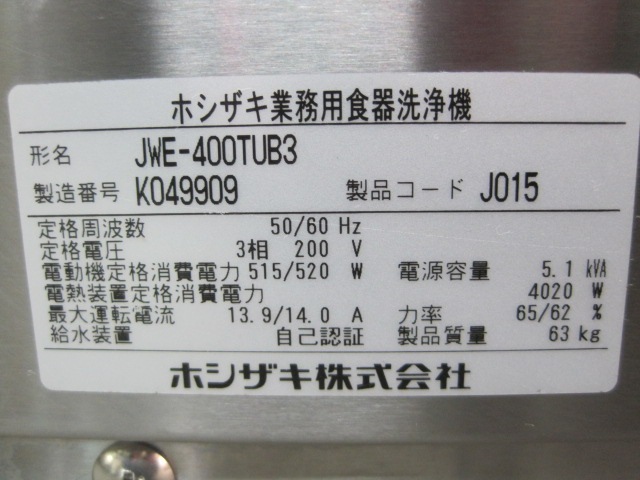 ホシザキ業務用食器洗浄機
形名 JWE-400TUB3
製造番号 K049909 製品コード J015
定格周波数 50/60 Hz
定格電圧 3相 200 V
電動機定格消費電力 515/520 W 電源容量 5.1 kVA
電熱装置定格消費電力 4020 W
最大運転電流 13.9/14.0 A 力率 65/62 %
給水装置 自己認証 製品質量 63 kg
ホシザキ株式会社